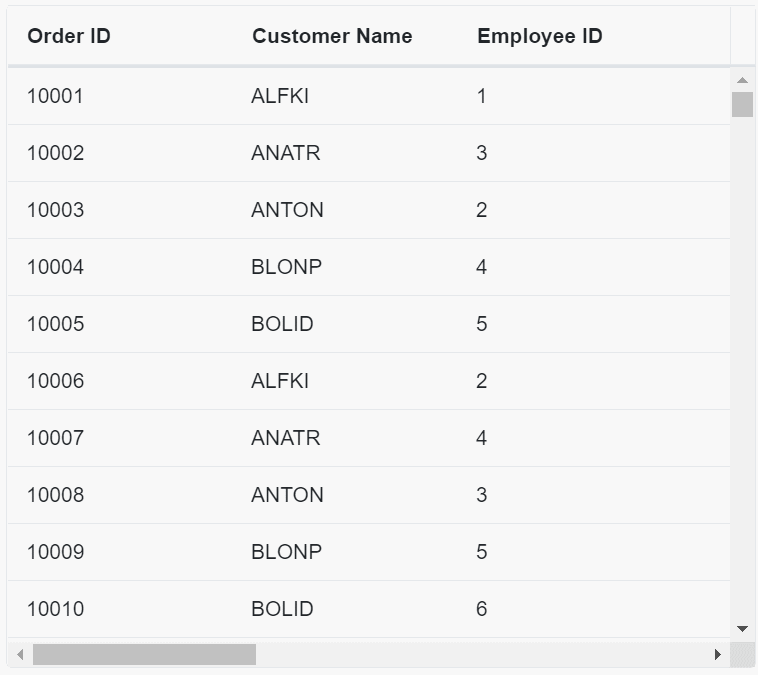 Order ID Customer Name Employee ID
10001 ALFKI 1
10002 ANATR 3
10003 ANTON 2
10004 BLONP 4
10005 BOLID 5
10006 ALFKI 2
10007 ANATR 4
10008 ANTON 3
10009 BLONP 5
10010 BOLID 6